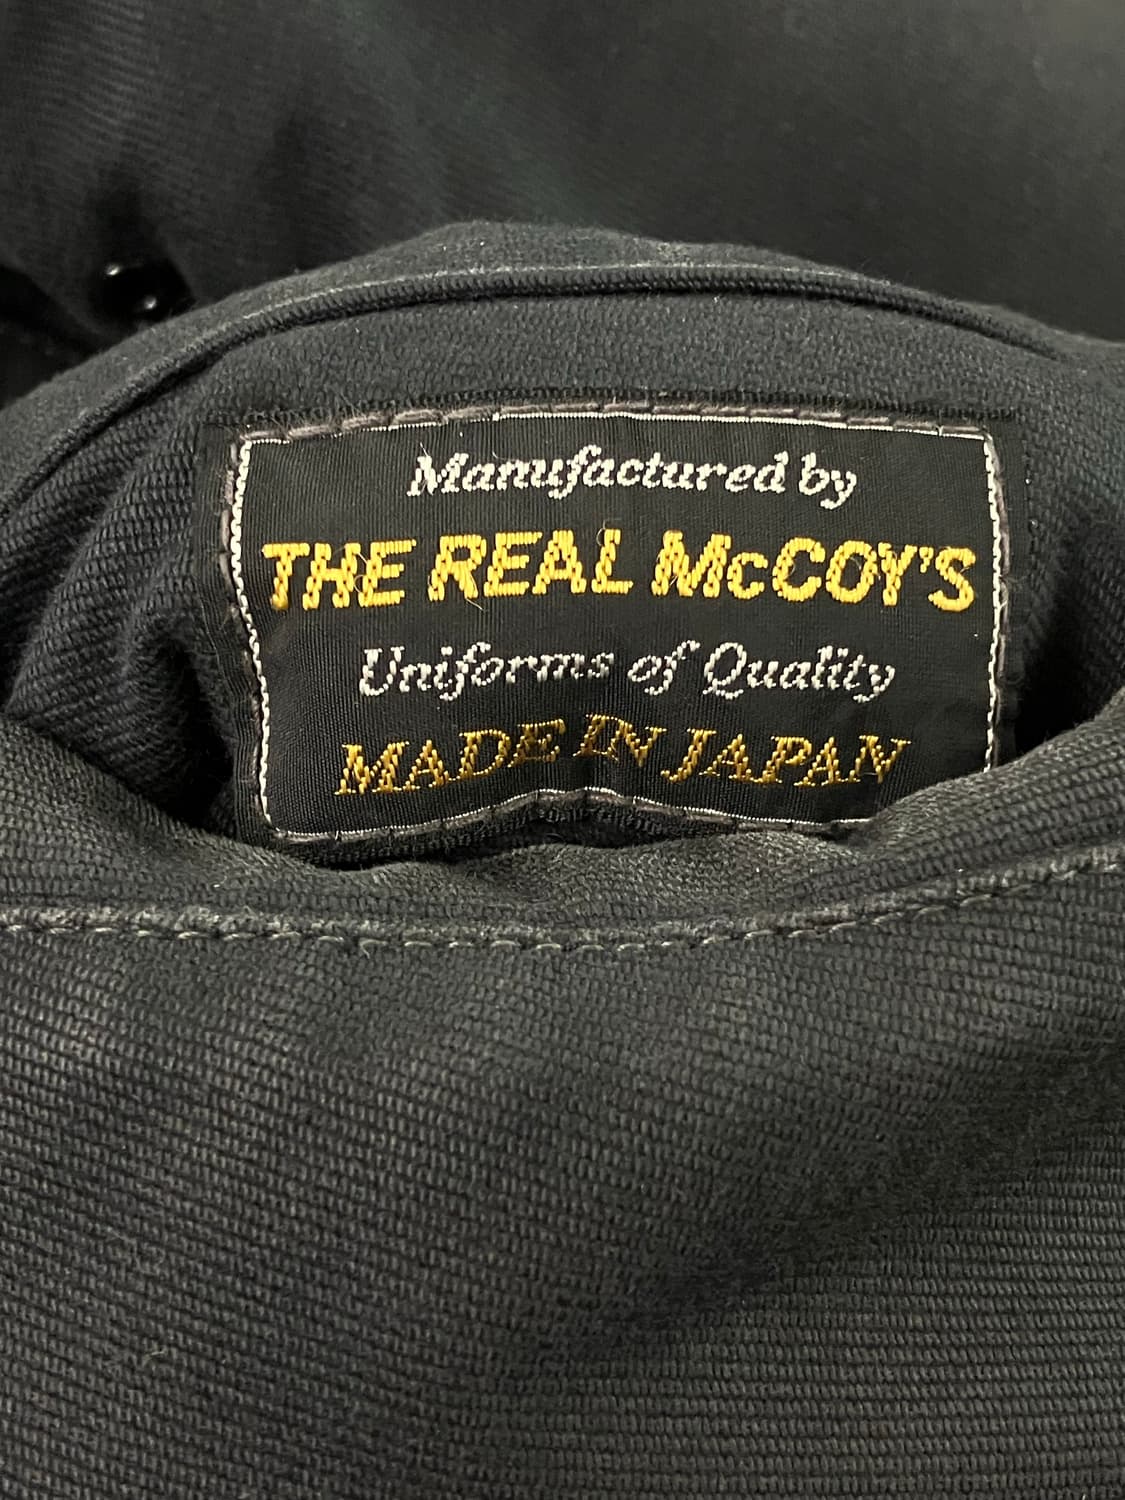 Manufactured by
THE REAL McCOY'S
Uniforms of Quality
MADE IN JAPAN